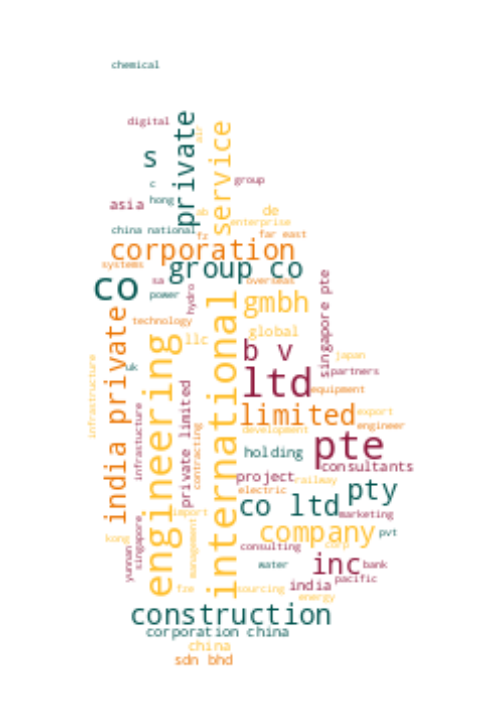 chemical
digital
private
air
service
s
c
group
asia
hong
ab
de
enterprise
china national
fz
far east
corporation
systems
group co
co
sa
overseas
power
hydro
gmbh
singapore pte
technology
llc
global
international
engineering
india private
uk
b v
japan
partners
infrastructure
ltd
equipment
private limited
infrastucture
limited
export
engineer
development
contracting
pte
holding
consultants
project
railway
electric
pty
co ltd
import
marketing
management
company
pvt
kong
singapore
yunnan
consulting
corp
water
inc
bank
pacific
india
fze
sourcing
energy
construction
corporation china
china
sdn bhd